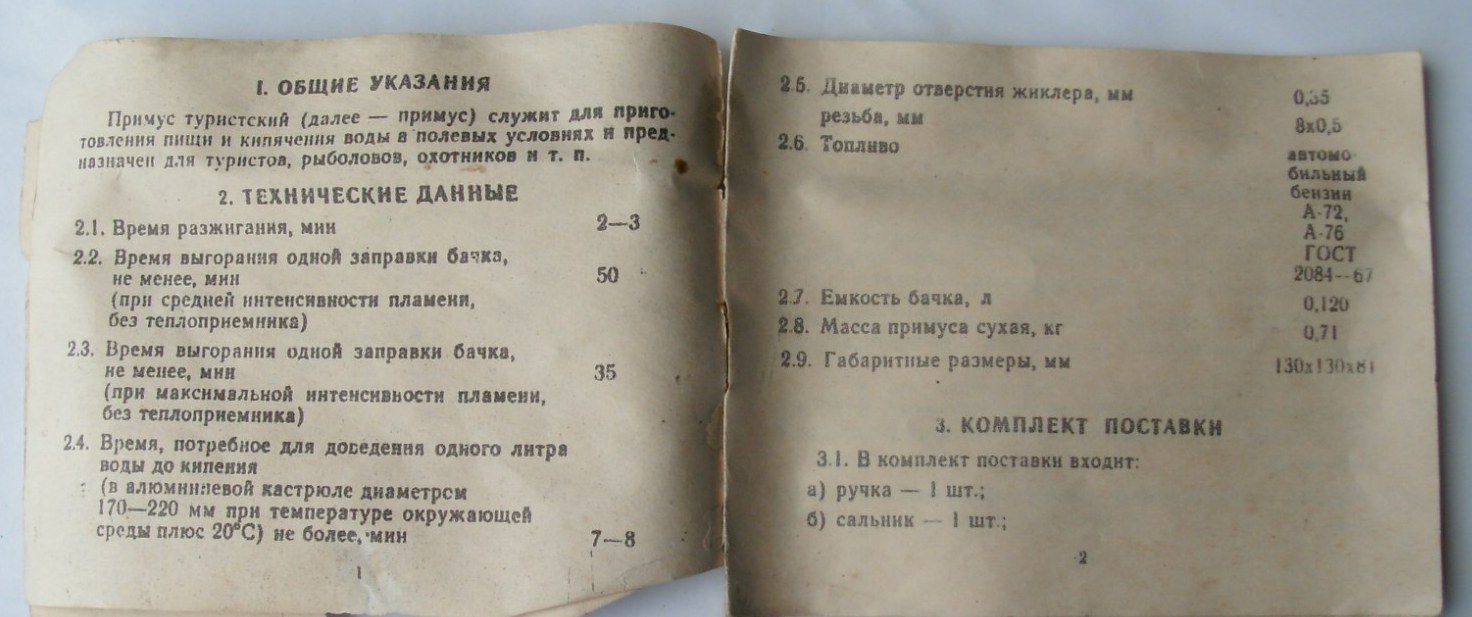 1. ОБЩИЕ УКАЗАНИЯ
Примус туристский (далее — примус) служит для приго-
товления пищи и кипячения воды в полевых условиях и пред-
назначен для туристов, рыболовов, охотников и т. п.
2. ТЕХНИЧЕСКИЕ ДАННЫЕ
2.1. Время разжигания, мин 2—3
2.2. Время выгорания одной заправки бачка,
не менее, мин 50
(при средней интенсивности пламени,
без теплоприемника)
2.3. Время выгорания одной заправки бачка,
не менее, мин 35
(при максимальной интенсивности пламени,
без теплоприемника)
2.4. Время, потребное для доведения одного литра
воды до кипения
(в алюминиевой кастрюле диаметром
170—220 мм при температуре окружающей
среды плюс 20°С) не более, мин 7—8
1
2.5. Диаметр отверстия жиклера, мм 0,35
резьба, мм 8х0,5
2.6. Топливо
автомо-
бильный
бензин
А-72,
А-76
ГОСТ
2084—67
2.7. Емкость бачка, л 0,120
2.8. Масса примуса сухая, кг 0,71
2.9. Габаритные размеры, мм 130х130х81
3. КОМПЛЕКТ ПОСТАВКИ
3.1. В комплект поставки входит:
а) ручка — 1 шт.;
б) сальник — 1 шт.;
2